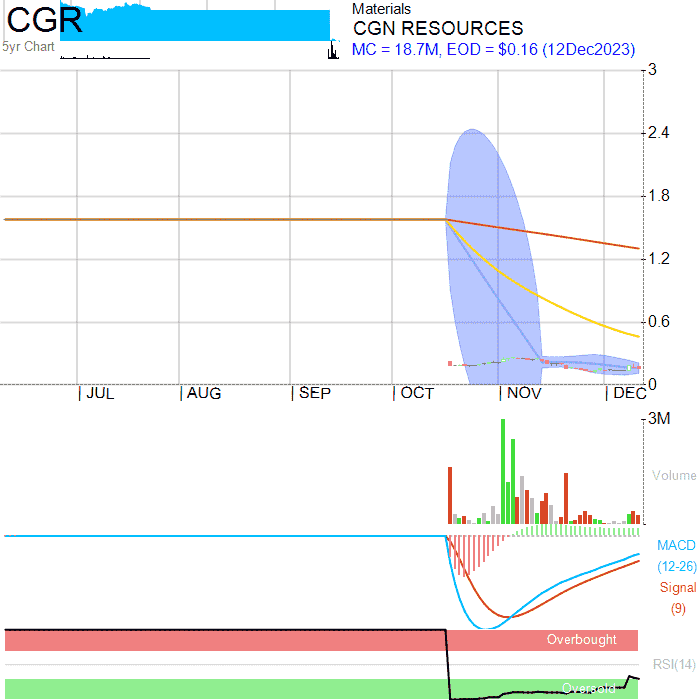 CGR
5yr Chart
Materials
CGN RESOURCES
MC = 18.7M, EOD = $0.16 (12Dec2023)
3
2.4
1.8
1.2
0.6
0
JUL
AUG
SEP
OCT
NOV
DEC
3M
Volume
MACD
(12-26)
Signal
(9)
Overbought
RSI(14)
Oversold